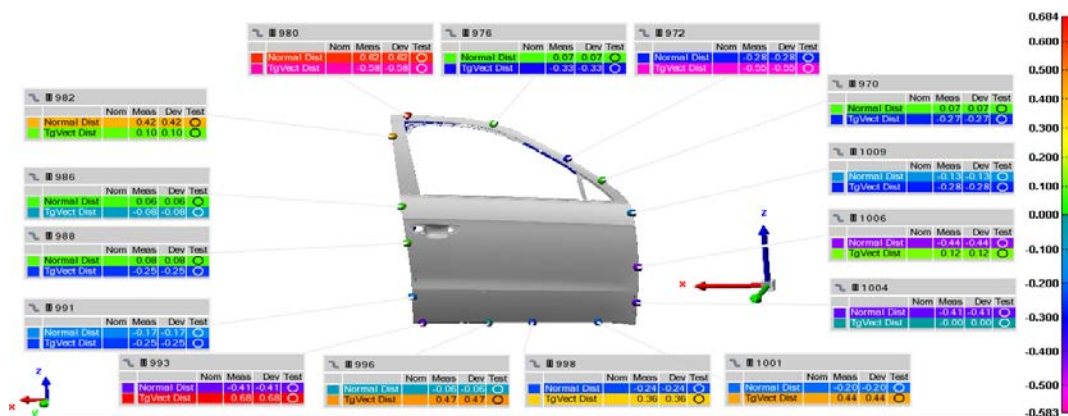 980
Nom Meas Dev Test
Normal Dist 0.62 0.62
TgVect Dist -0.58 -0.58
976
Nom Meas Dev Test
Normal Dist 0.07 0.07
TgVect Dist -0.33 -0.33
972
Nom Meas Dev Test
Normal Dist -0.28 -0.28
TgVect Dist -0.55 -0.55
982
Nom Meas Dev Test
Normal Dist 0.42 0.42
TgVect Dist 0.10 0.10
970
Nom Meas Dev Test
Normal Dist 0.07 0.07
TgVect Dist -0.27 -0.27
986
Nom Meas Dev Test
Normal Dist 0.06 0.06
TgVect Dist -0.08 -0.08
1009
Nom Meas Dev Test
Normal Dist -0.13 -0.13
TgVect Dist -0.28 -0.28
988
Nom Meas Dev Test
Normal Dist 0.08 0.08
TgVect Dist -0.25 -0.25
1006
Nom Meas Dev Test
Normal Dist -0.44 -0.44
TgVect Dist 0.12 0.12
991
Nom Meas Dev Test
Normal Dist -0.17 -0.17
TgVect Dist -0.25 -0.25
1004
Nom Meas Dev Test
Normal Dist -0.41 -0.41
TgVect Dist -0.00 0.00
993
Nom Meas Dev Test
Normal Dist -0.41 -0.41
TgVect Dist 0.68 0.68
996
Nom Meas Dev Test
Normal Dist -0.06 -0.06
TgVect Dist 0.47 0.47
998
Nom Meas Dev Test
Normal Dist -0.24 -0.24
TgVect Dist 0.36 0.36
1001
Nom Meas Dev Test
Normal Dist -0.20 -0.20
TgVect Dist 0.44 0.44
z
x
z
x
y
0.684
0.600
0.400
0.300
0.200
0.100
0.000
-0.100
-0.200
-0.300
-0.400
-0.500
-0.583